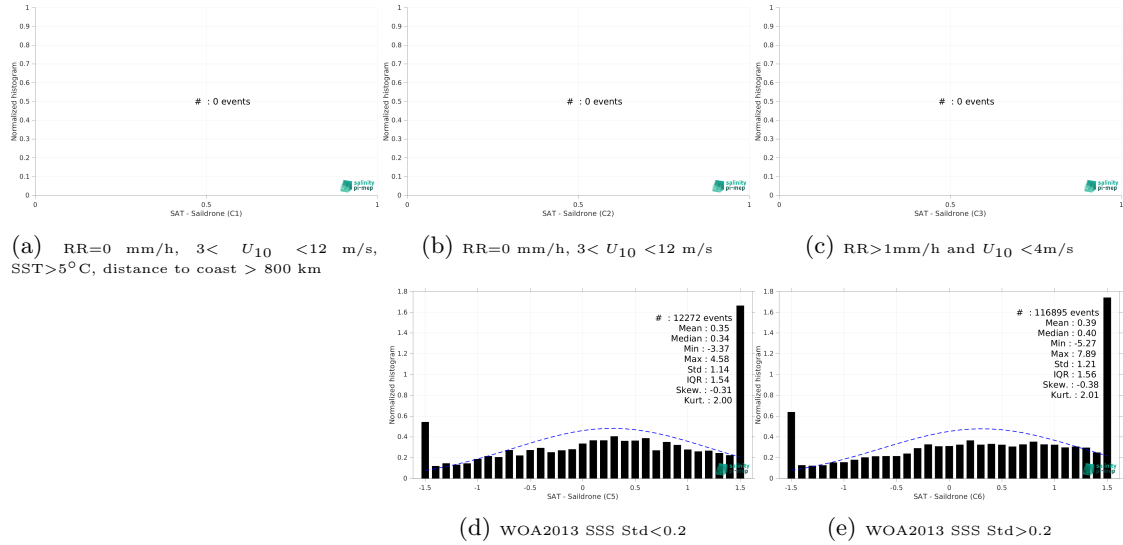 1
0.9
0.8
0.7
0.6
0.5
0.4
0.3
0.2
0.1
0
Normalized histogram
# : 0 events
salinity
pi-mep
0 0.5 1
SAT - Saildrone (C1)
(a) RR=0 mm/h, 3< U10 <12 m/s,
SST>5°C, distance to coast > 800 km
1
0.9
0.8
0.7
0.6
0.5
0.4
0.3
0.2
0.1
0
Normalized histogram
# : 0 events
salinity
pi-mep
0 0.5 1
SAT - Saildrone (C2)
(b) RR=0 mm/h, 3< U10 <12 m/s
1
0.9
0.8
0.7
0.6
0.5
0.4
0.3
0.2
0.1
0
Normalized histogram
# : 0 events
salinity
pi-mep
0 0.5 1
SAT - Saildrone (C3)
(c) RR>1mm/h and U10 <4m/s
1.8
1.6
1.4
1.2
1
0.8
0.6
0.4
0.2
0
Normalized histogram
# : 12272 events
Mean : 0.35
Median : 0.34
Min : -3.37
Max : 4.58
Std : 1.14
IQR : 1.54
Skew. : -0.31
Kurt. : 2.00
-1.5 -1 -0.5 0 0.5 1 1.5
SAT - Saildrone (C5)
(d) WOA2013 SSS Std<0.2
1.8
1.6
1.4
1.2
1
0.8
0.6
0.4
0.2
0
Normalized histogram
# : 116895 events
Mean : 0.39
Median : 0.40
Min : -5.27
Max : 7.89
Std : 1.21
IQR : 1.56
Skew. : -0.38
Kurt. : 2.01
-1.5 -1 -0.5 0 0.5 1 1.5
SAT - Saildrone (C6)
(e) WOA2013 SSS Std>0.2